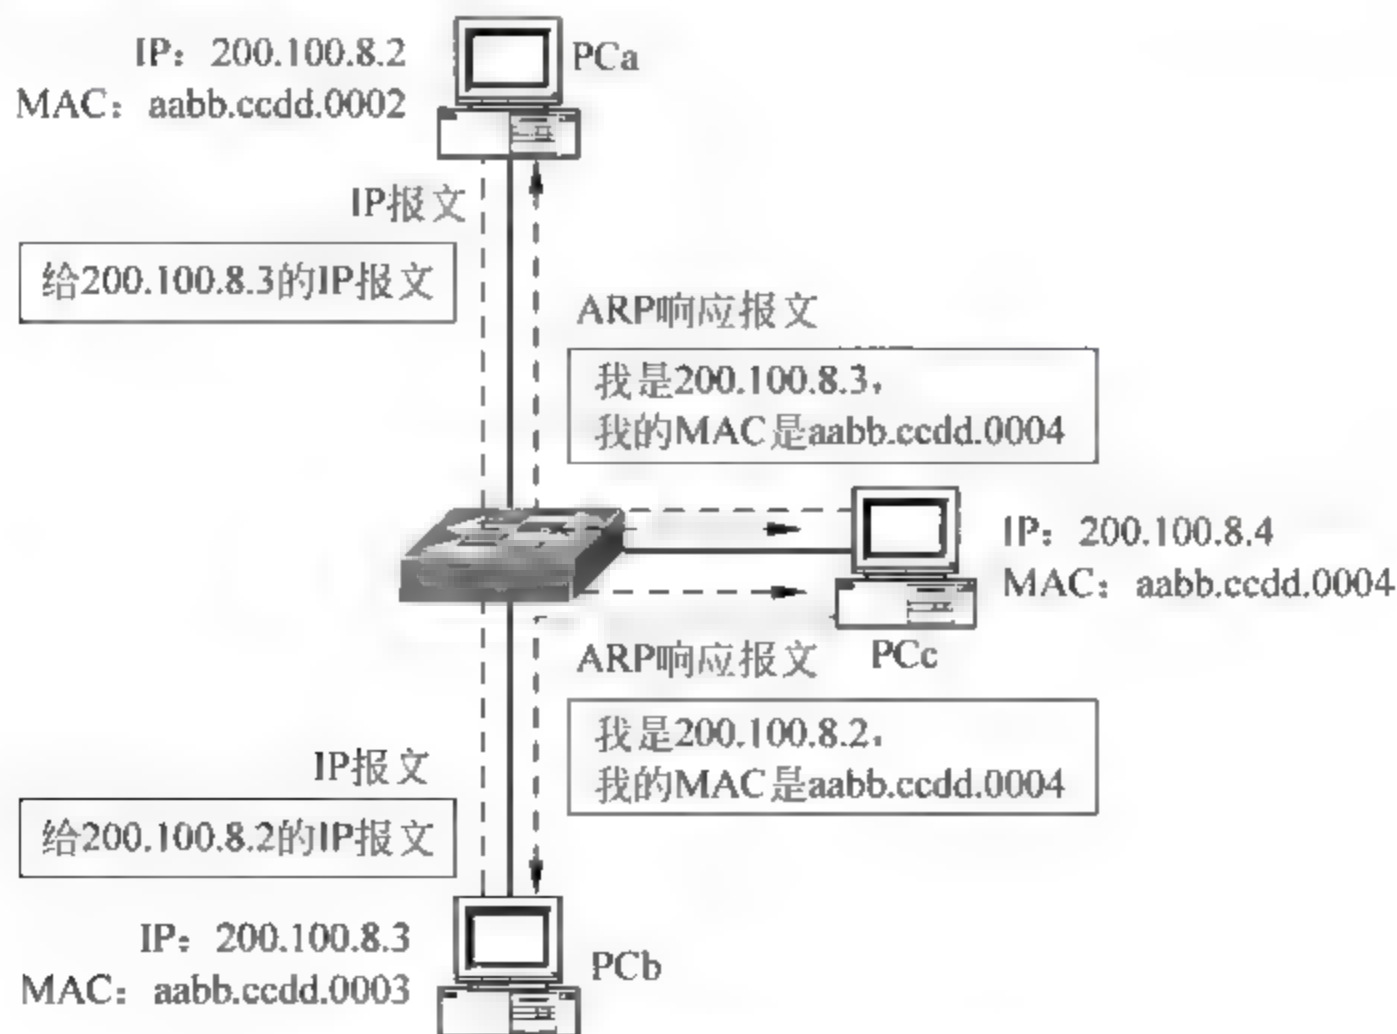 IP：200.100.8.2
MAC：aabb.ccdd.0002
PCa
IP报文
给200.100.8.3的IP报文
ARP响应报文
我是200.100.8.3，
我的MAC是aabb.ccdd.0004
IP：200.100.8.4
MAC：aabb.ccdd.0004
PCc
ARP响应报文
我是200.100.8.2，
我的MAC是aabb.ccdd.0004
IP报文
给200.100.8.2的IP报文
IP：200.100.8.3
MAC：aabb.ccdd.0003
PCb